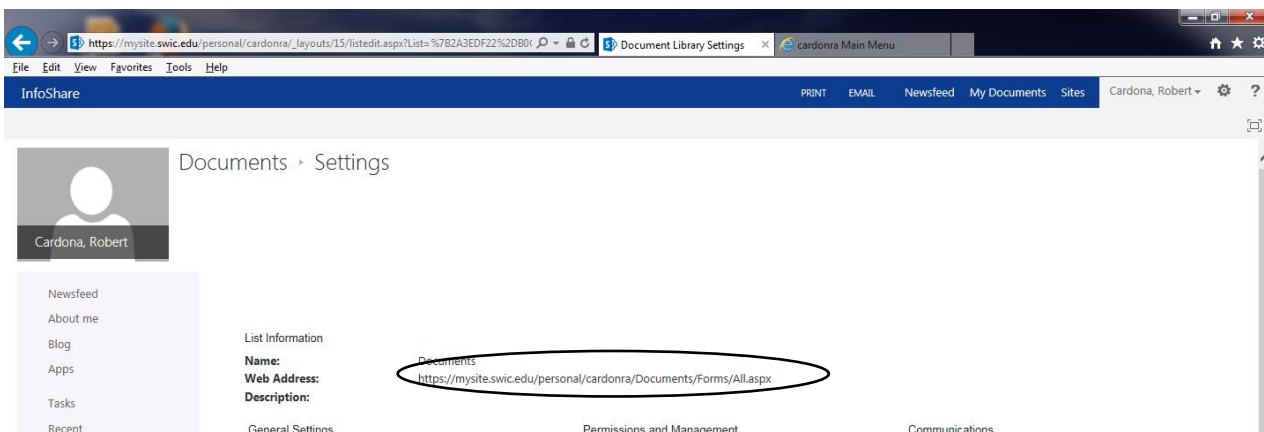 https://mysite.swic.edu/personal/cardonra/_layouts/15/listedit.aspx?List=%7B2A3EDF22%2DB0 Document Library Settings cardonra Main Menu
File Edit View Favorites Tools Help
InfoShare PRINT EMAIL Newsfeed My Documents Sites Cardona, Robert ?
Documents Settings
Cardona, Robert
Newsfeed
About me
Blog
Apps
Tasks
Recent
List Information
Name: Documents
Web Address: https://mysite.swic.edu/personal/cardonra/Documents/Forms/All.aspx
Description:
General Settings Permissions and Management Communications